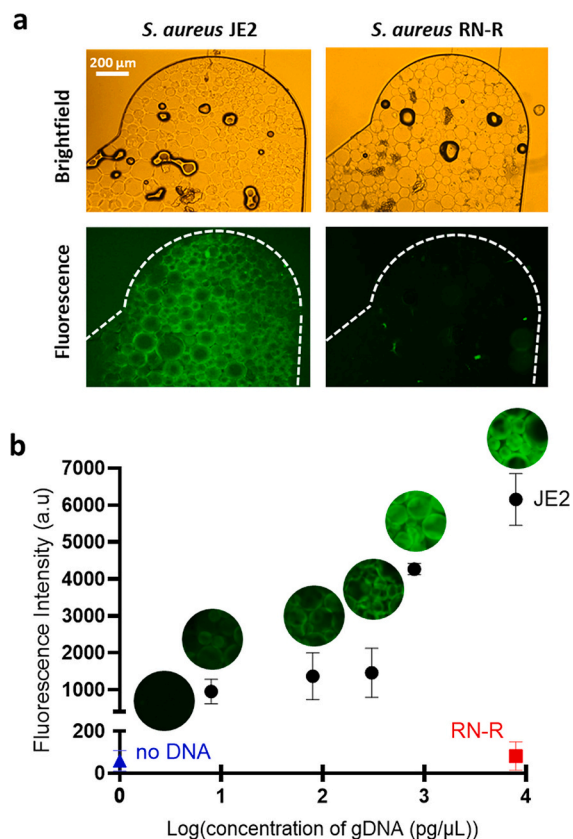 a
S. aureus JE2
S. aureus RN-R
Brightfield
200 µm
Fluorescence
b
Fluorescence Intensity (a.u)
7000
6000
5000
4000
3000
2000
1000
200
0
JE2
RN-R
no DNA
0
1
2
3
4
Log(concentration of gDNA (pg/µL))